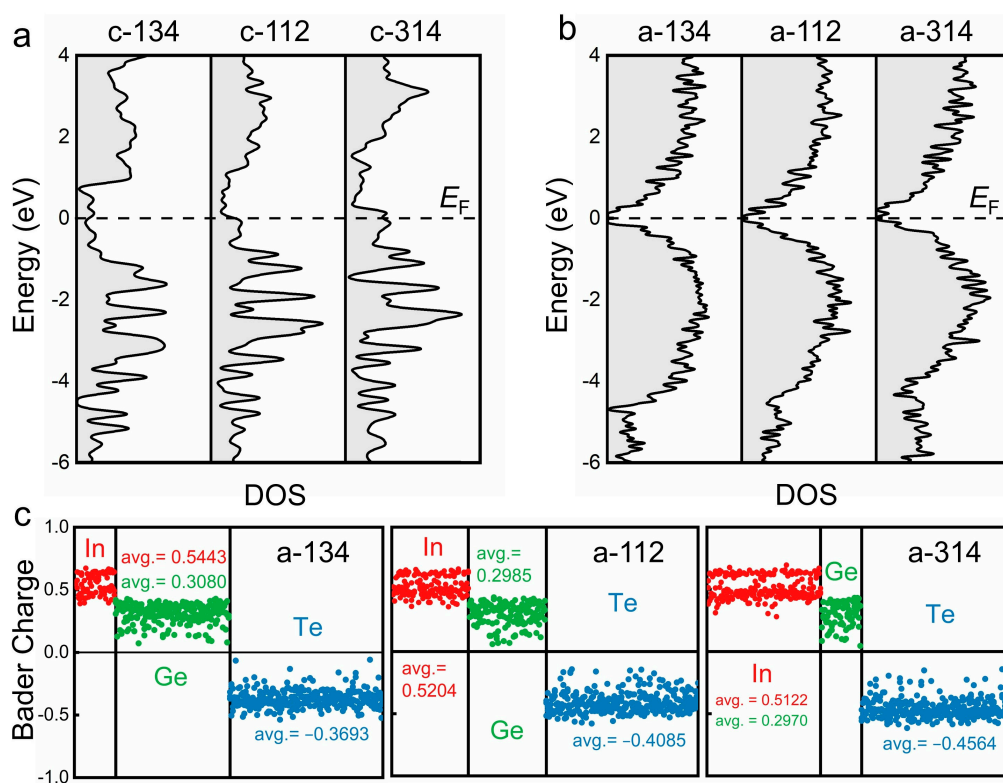 a
c-134 c-112 c-314
4
2
0
-2
-4
-6
Energy (eV)
EF
DOS
b
a-134 a-112 a-314
4
2
0
-2
-4
-6
Energy (eV)
EF
DOS
c
1.0
0.5
0.0
-0.5
-1.0
Bader Charge
In
avg.= 0.5443
avg.= 0.3080
a-134
Te
Ge
avg. = −0.3693
In
avg.=
0.2985
a-112
Te
avg.=
0.5204
Ge
avg. = −0.4085
a-314
Ge
Te
In
avg.= 0.5122
avg.= 0.2970
avg. = −0.4564